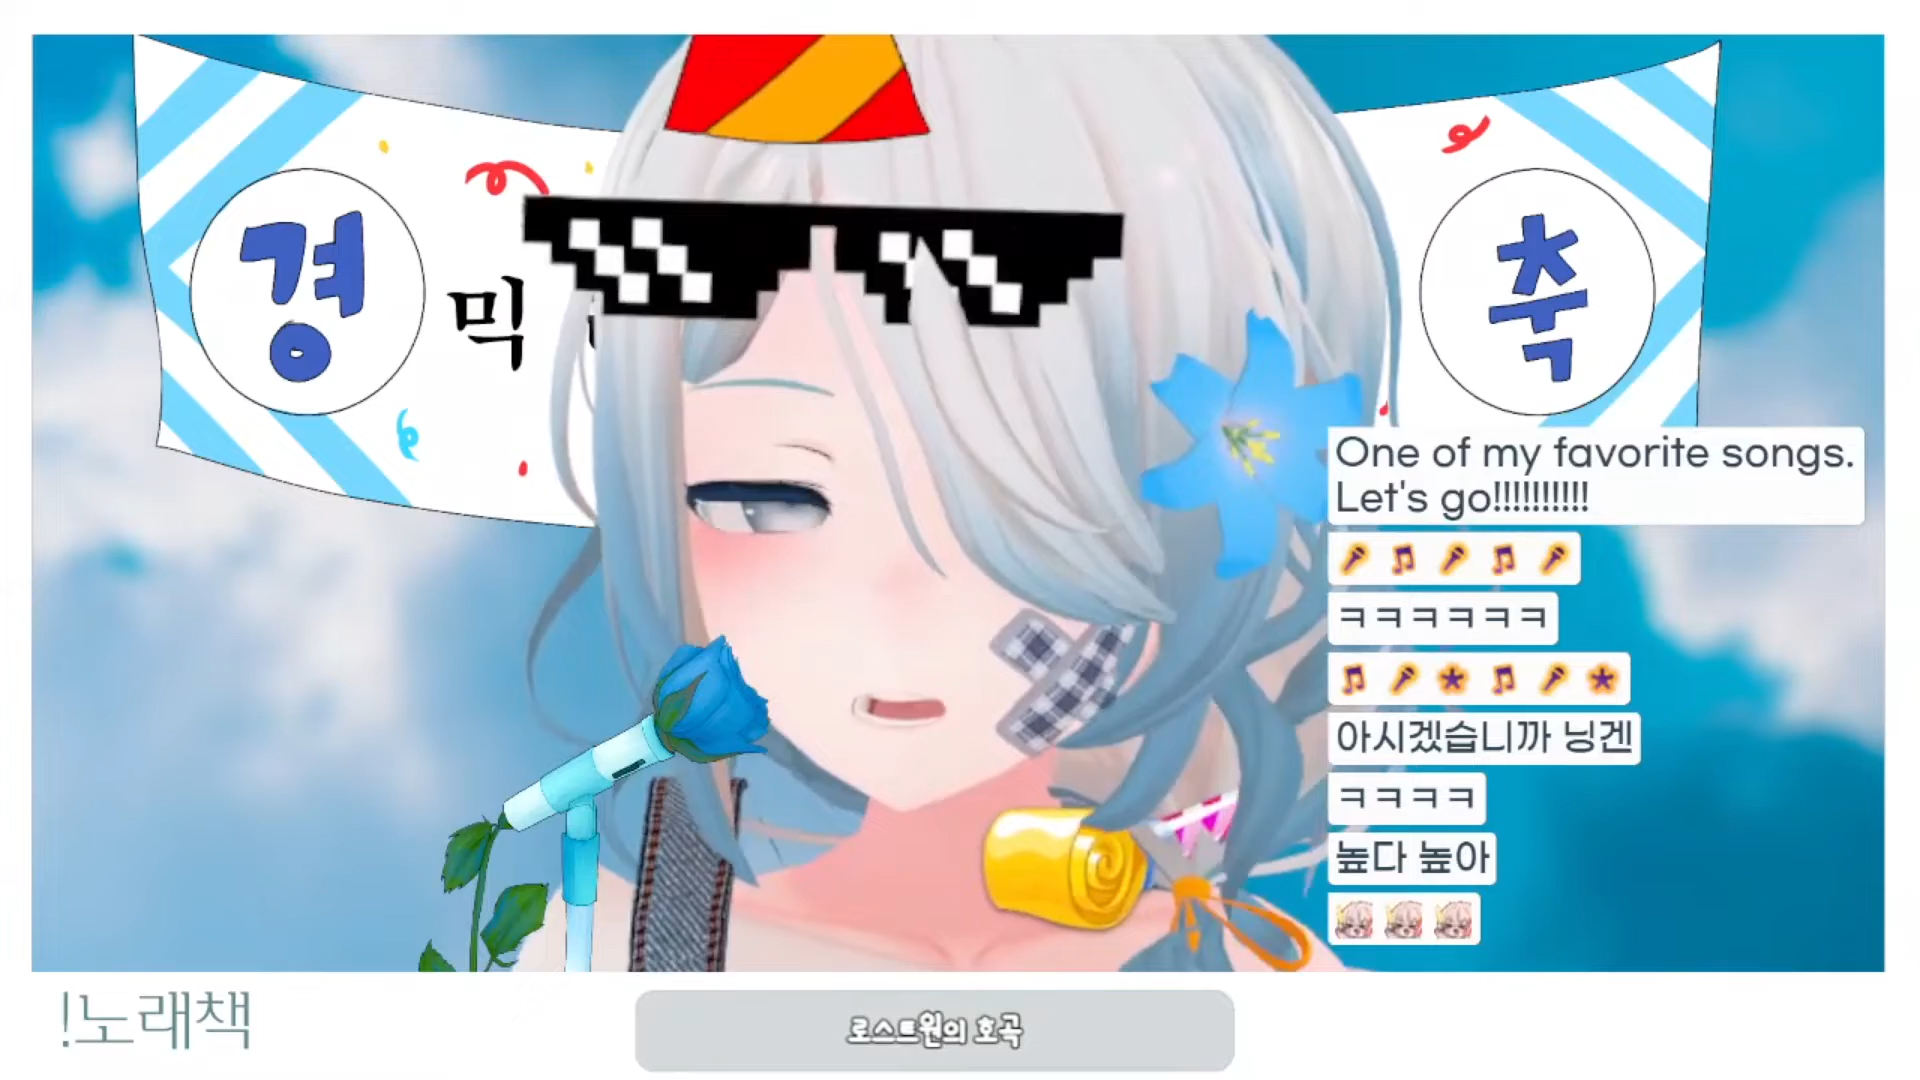 경
믹
축
One of my favorite songs.
Let's go!!!!!!!!!!
ㅋㅋㅋㅋㅋㅋ
아시겠습니까 닝겐
ㅋㅋㅋㅋ
높다 높아
!노래책
로스트원의 호곡